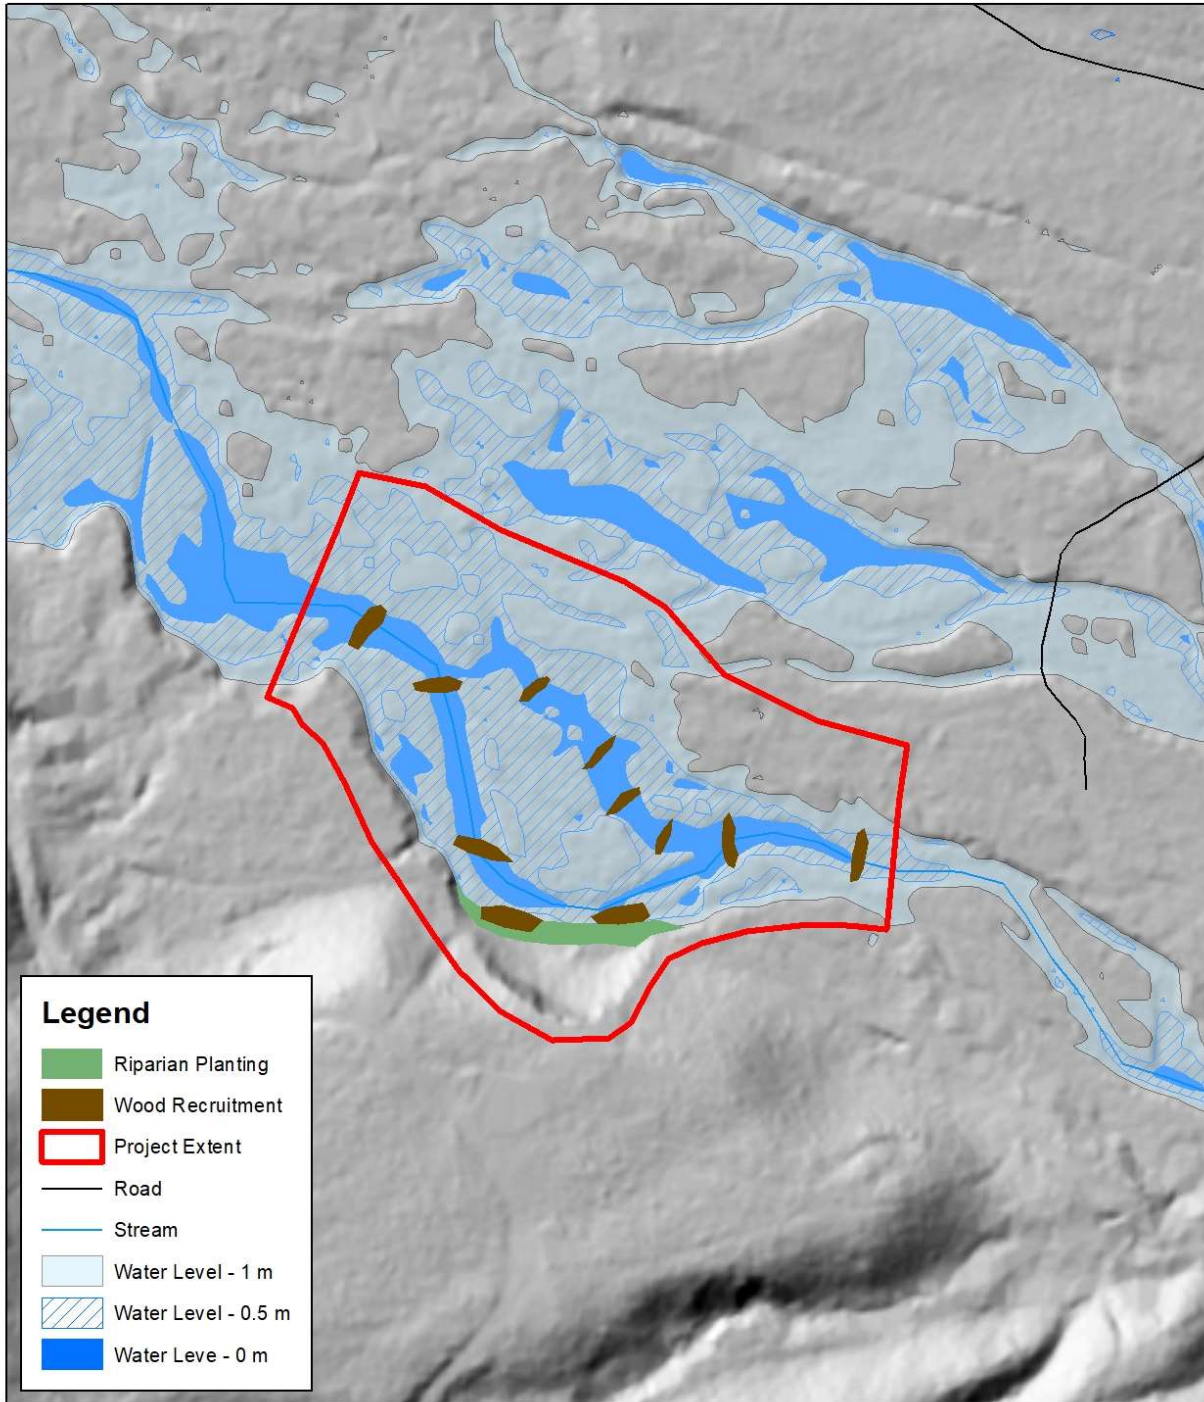 Legend
Riparian Planting
Wood Recruitment
Project Extent
Road
Stream
Water Level - 1 m
Water Level - 0.5 m
Water Leve - 0 m